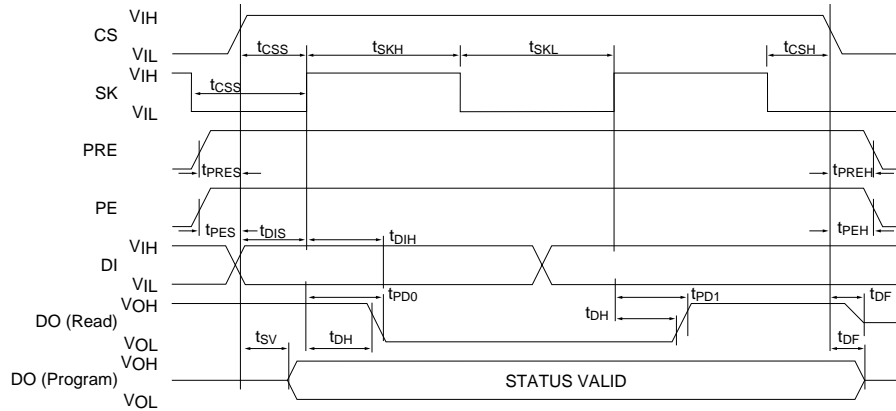 VIH
CS
VIL
tCSS
tSKH
tSKL
tCSH
VIH
SK
tCSS
VIL
PRE
tPRES
tPREH
PE
tPES
tDIS
tDIH
tPEH
VIH
DI
VIL
VOH
tPD0
tPD1
tDF
DO (Read)
tDH
VOL
tSV
tDH
tDF
VOH
DO (Program)
STATUS VALID
VOL